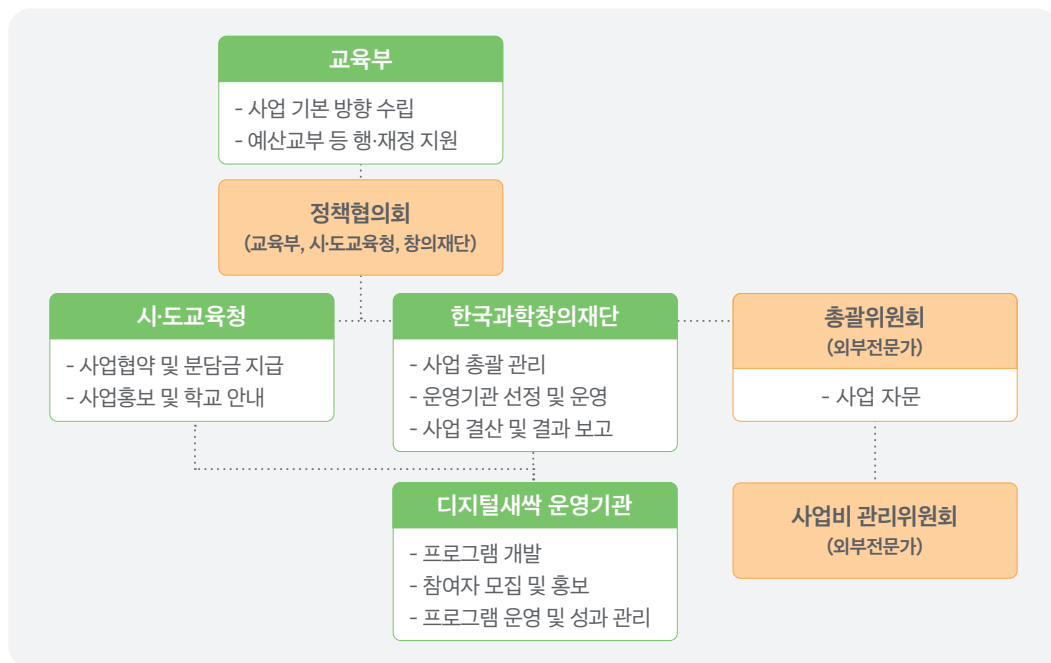 교육부
- 사업 기본 방향 수립
- 예산교부 등 행·재정 지원
정책협의회
(교육부, 시·도교육청, 창의재단)
시·도교육청
- 사업협약 및 분담금 지급
- 사업홍보 및 학교 안내
한국과학창의재단
- 사업 총괄 관리
- 운영기관 선정 및 운영
- 사업 결산 및 결과 보고
총괄위원회
(외부전문가)
- 사업 자문
디지털새싹 운영기관
- 프로그램 개발
- 참여자 모집 및 홍보
- 프로그램 운영 및 성과 관리
사업비 관리위원회
(외부전문가)